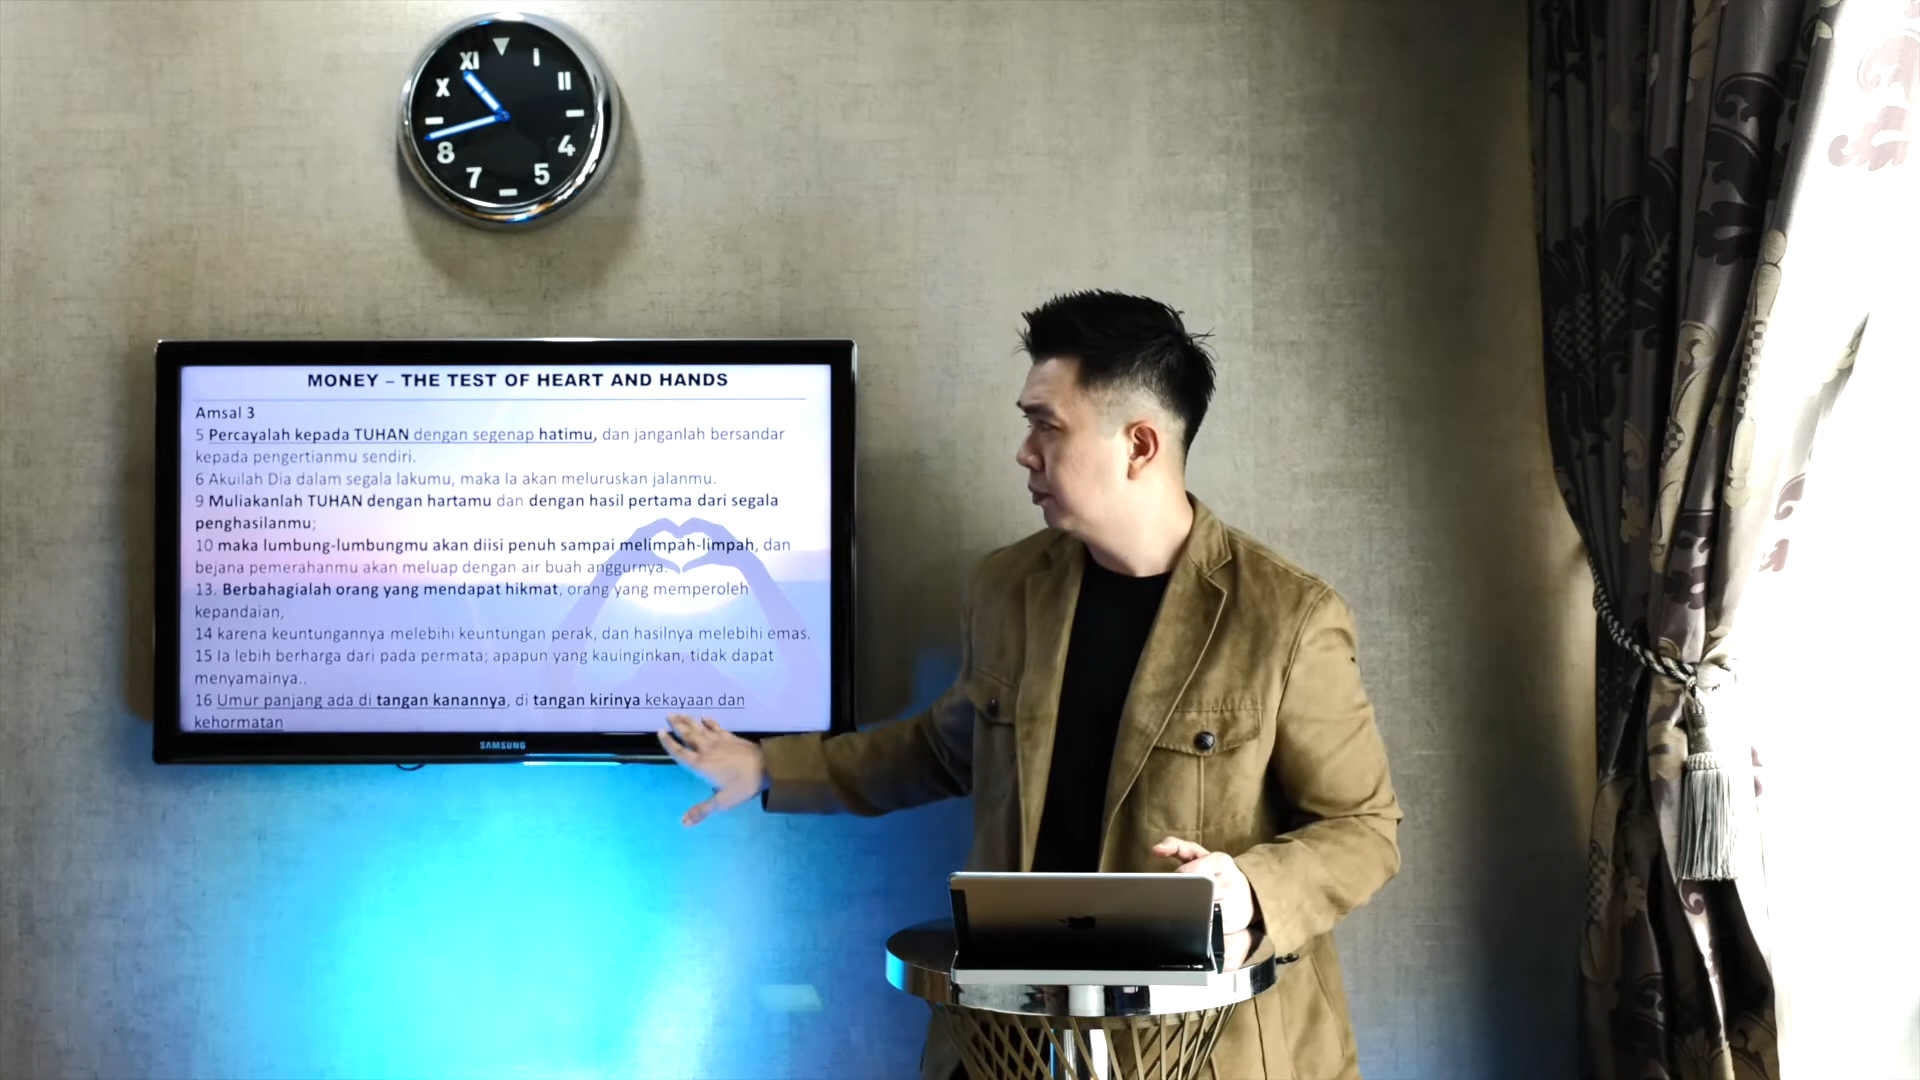 XI
I
X
II
8
4
7
5
MONEY – THE TEST OF HEART AND HANDS
Amsal 3
5 Percayalah kepada TUHAN dengan segenap hatimu, dan janganlah bersandar
kepada pengertianmu sendiri.
6 Akuilah Dia dalam segala lakumu, maka Ia akan meluruskan jalanmu.
9 Muliakanlah TUHAN dengan hartamu dan dengan hasil pertama dari segala
penghasilanmu;
10 maka lumbung-lumbungmu akan diisi penuh sampai melimpah-limpah, dan
bejana pemerahanmu akan meluap dengan air buah anggurnya.
13. Berbahagialah orang yang mendapat hikmat, orang yang memperoleh
kepandaian,
14 karena keuntungannya melebihi keuntungan perak, dan hasilnya melebihi emas.
15 Ia lebih berharga dari pada permata; apapun yang kauinginkan, tidak dapat
menyamainya..
16 Umur panjang ada di tangan kanannya, di tangan kirinya kekayaan dan
kehormatan
SAMSUNG